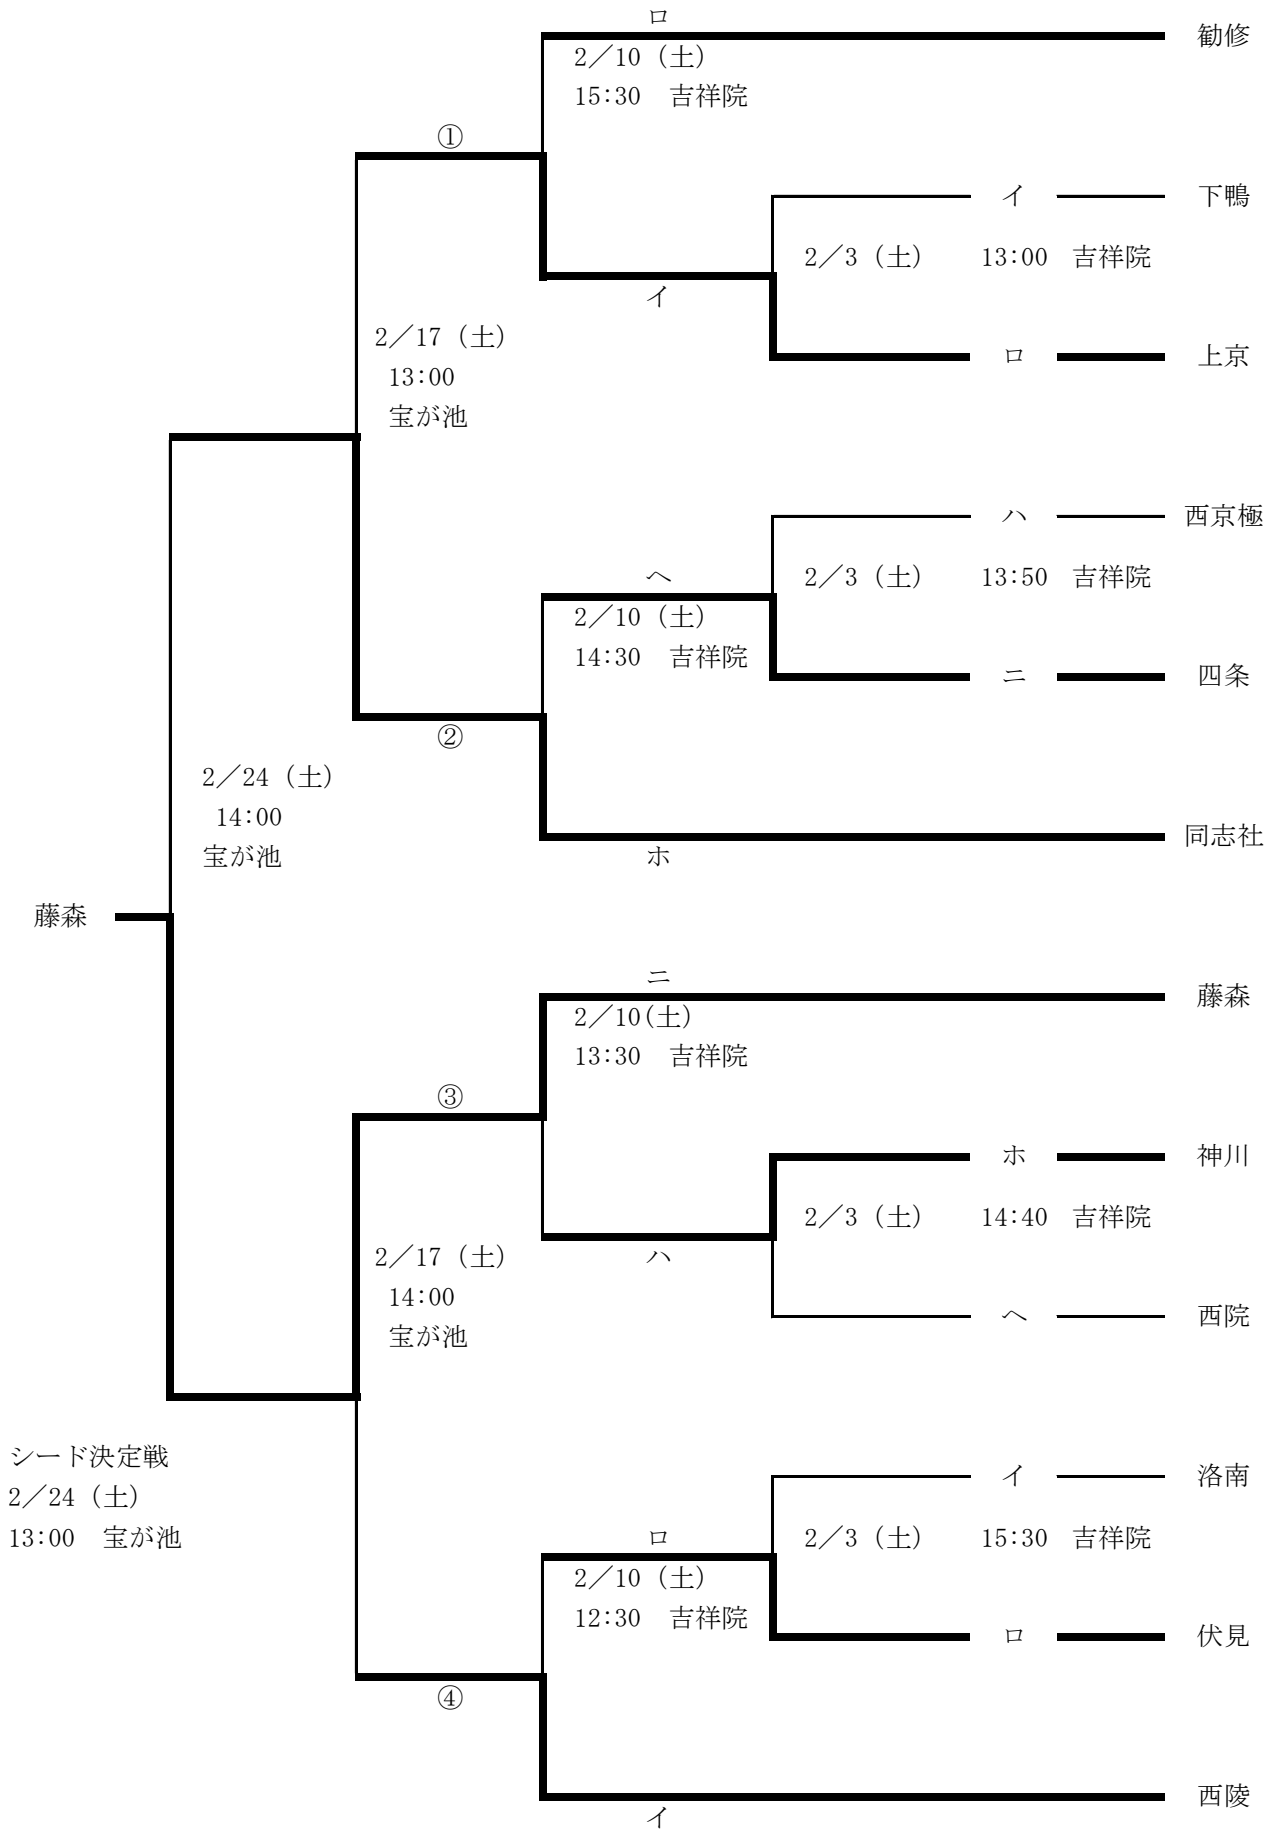 ロ
勧修
2／10（土）
15:30　吉祥院
①
イ
下鴨
2／3（土）　13:00　吉祥院
イ
2／17（土）
13:00
宝が池
ロ
上京
ハ
西京極
ヘ
2／3（土）　13:50　吉祥院
2／10（土）
14:30　吉祥院
ニ
四条
②
2／24（土）
14:00
宝が池
ホ
同志社
藤森
ニ
藤森
2／10(土）
13:30　吉祥院
③
ホ
神川
2／3（土）　14:40　吉祥院
ハ
2／17（土）
14:00
宝が池
ヘ
西院
シード決定戦
2／24（土）
13:00　宝が池
イ
洛南
ロ
2／3（土）　15:30　吉祥院
2／10（土）
12:30　吉祥院
ロ
伏見
④
イ
西陵